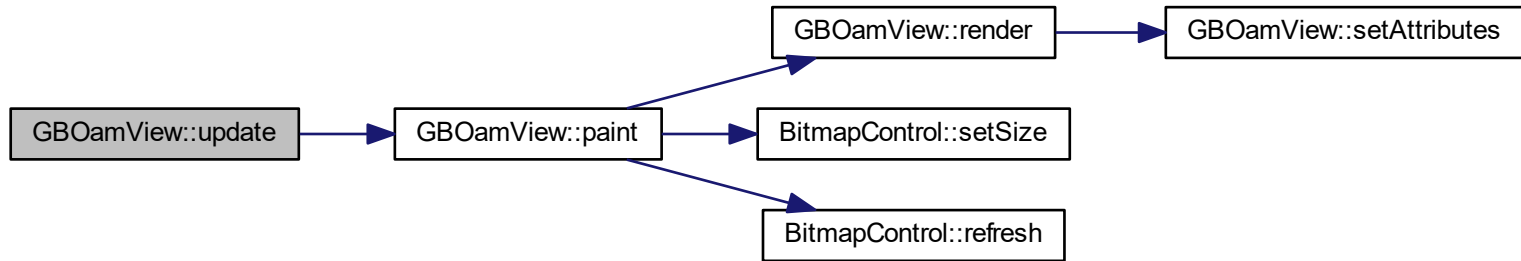 GBOamView::update
GBOamView::paint
GBOamView::render
GBOamView::setAttributes
BitmapControl::setSize
BitmapControl::refresh